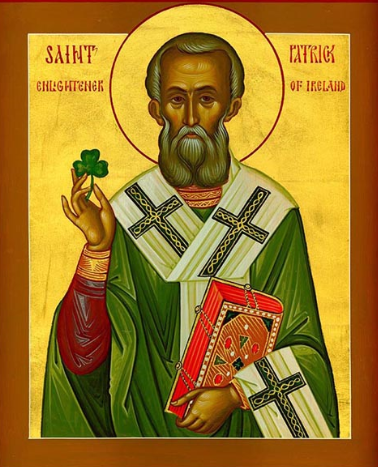 SAINT PATRICK
ENLIGHTENER OF IRELAND